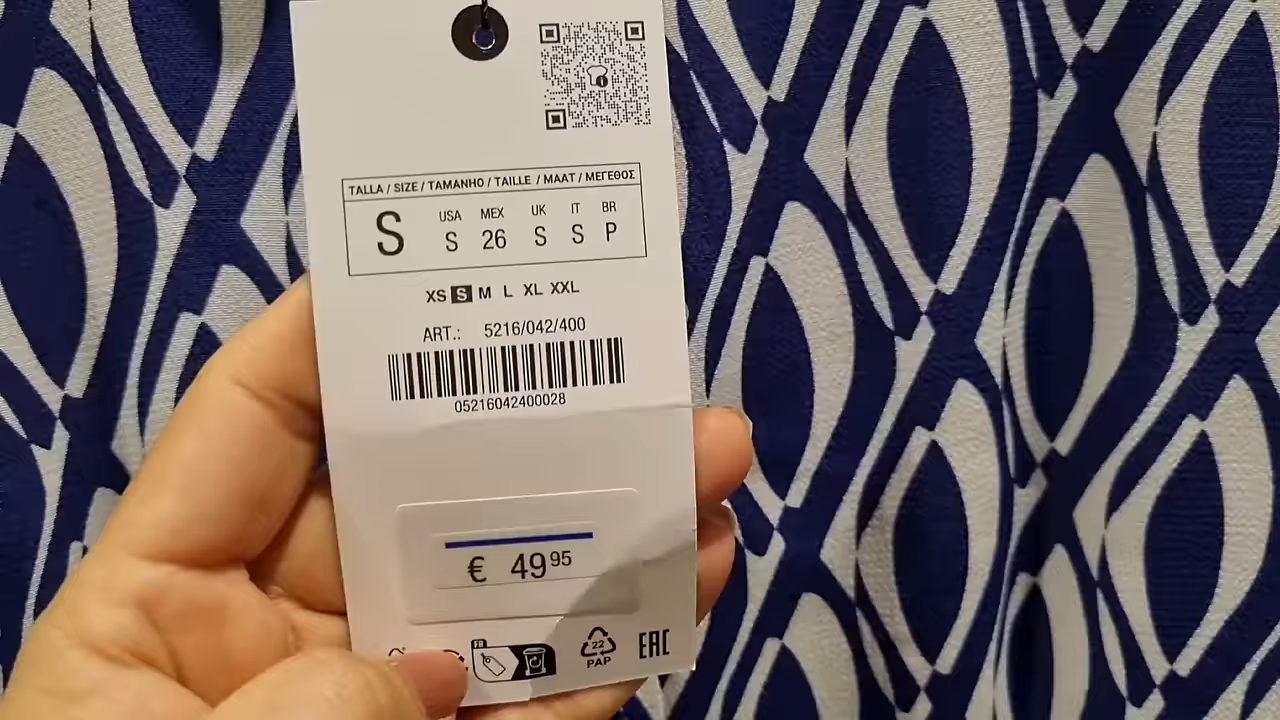 TALLA / SIZE / TAMANHO / TAILLE / MAAT / ΜΕΓΕΘΟΣ
S
USA MEX UK IT BR
S 26 S S P
XS S M L XL XXL
ART.: 5216/042/400
05216042400028
€ 49 95
FR
22
PAP
EAC